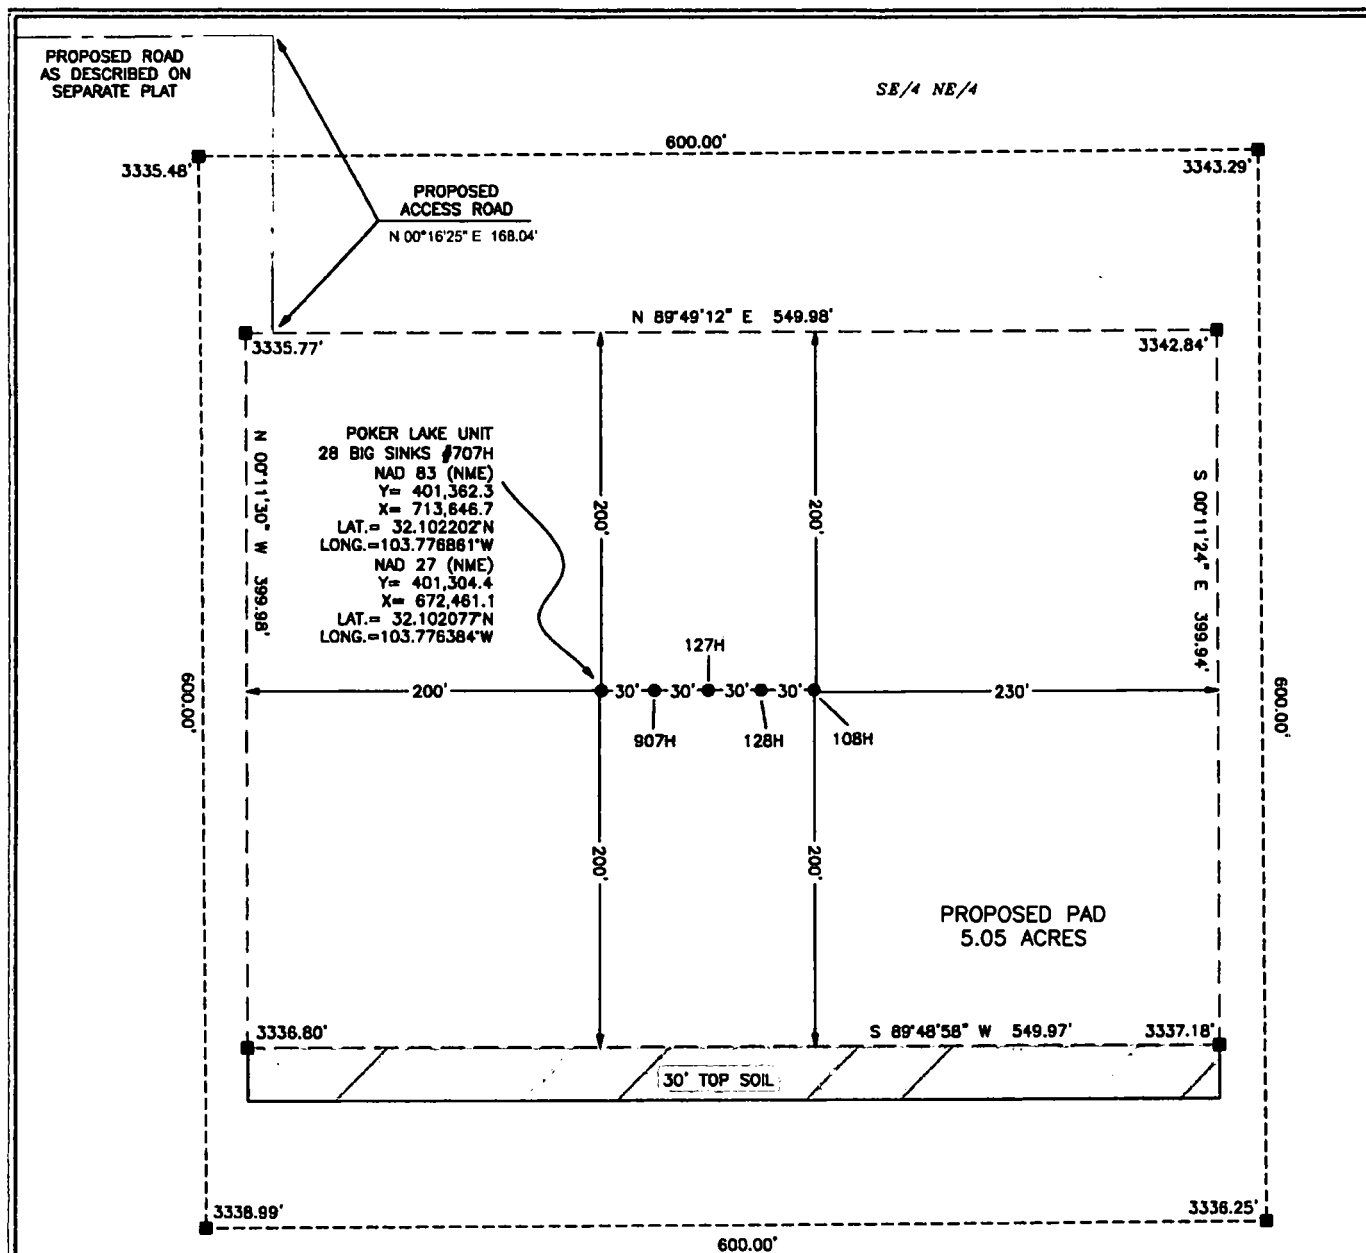 PROPOSED ROAD
AS DESCRIBED ON
SEPARATE PLAT
SE/4 NE/4
600.00'
3335.48'
3343.29'
PROPOSED
ACCESS ROAD
N 00°16'25" E 168.04'
N 89°49'12" E 549.98'
3335.77'
3342.84'
POKER LAKE UNIT
28 BIG SINKS #707H
NAD 83 (NME)
Y= 401,362.3
X= 713,646.7
LAT.= 32.102202°N
LONG.=103.776861°W
NAD 27 (NME)
Y= 401,304.4
X= 672,461.1
LAT.= 32.102077°N
LONG.=103.776384°W
N 00°11'30" W 399.98'
200'
200'
S 00°11'24" E 399.94'
127H
600.00'
200'
30'
30'
30'
30'
230'
600.00'
907H
128H
108H
200'
200'
PROPOSED PAD
5.05 ACRES
3336.80'
S 89°48'58" W 549.97'
3337.18'
30' TOP SOIL
3338.99'
3336.25'
600.00'